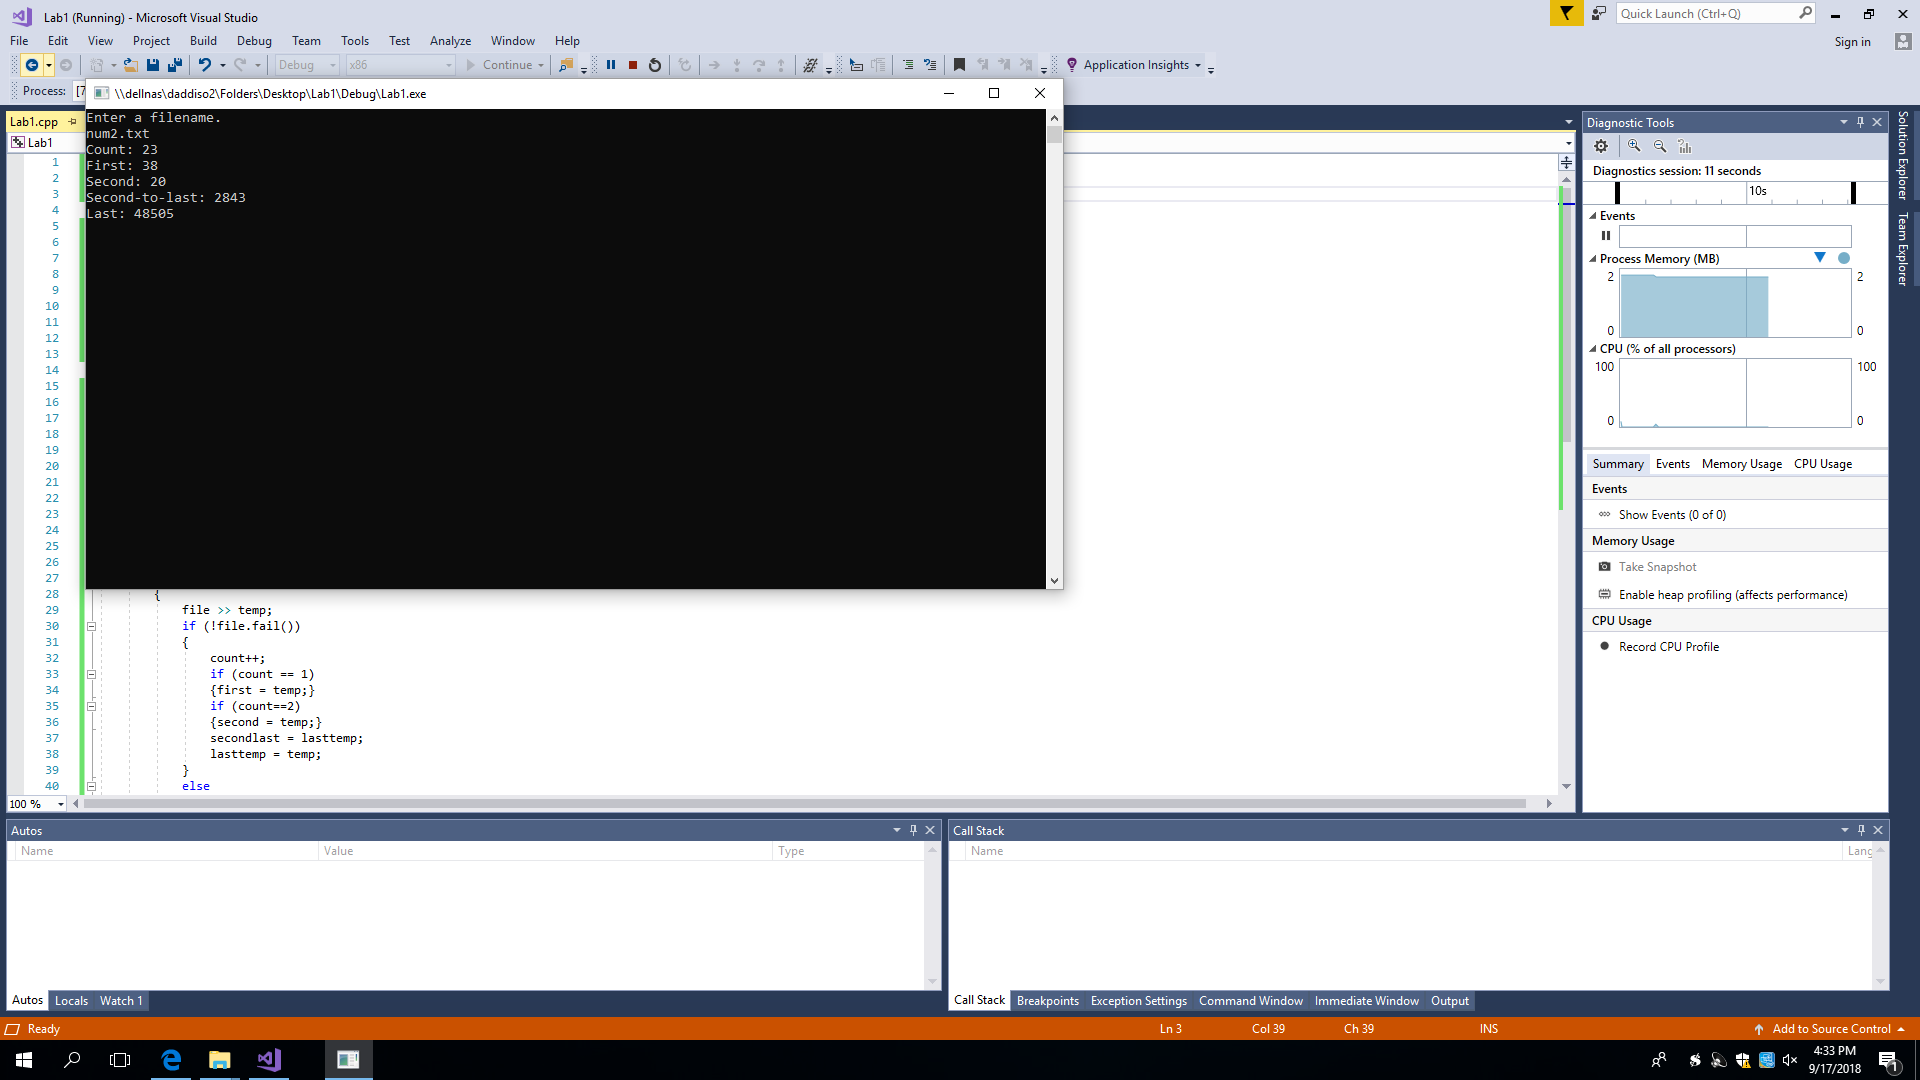 Lab1 (Running) - Microsoft Visual Studio
Quick Launch (Ctrl+Q)
File Edit View Project Build Debug Team Tools Test Analyze Window Help
Sign in
Debug x86 Continue Application Insights
Process: [7
\\dellnas\daddiso2\Folders\Desktop\Lab1\Debug\Lab1.exe
Enter a filename.
num2.txt
Count: 23
First: 38
Second: 20
Second-to-last: 2843
Last: 48505
Lab1.cpp
Lab1
1
2
3
4
5
6
7
8
9
10
11
12
13
14
15
16
17
18
19
20
21
22
23
24
25
26
27
28 {
29 file >> temp;
30 if (!file.fail())
31 {
32 count++;
33 if (count == 1)
34 {first = temp;}
35 if (count==2)
36 {second = temp;}
37 secondlast = lasttemp;
38 lasttemp = temp;
39 }
40 else
100 %
Diagnostic Tools
Diagnostics session: 11 seconds
10s
Events
Process Memory (MB)
2 2
0 0
CPU (% of all processors)
100 100
0 0
Summary Events Memory Usage CPU Usage
Events
Show Events (0 of 0)
Memory Usage
Take Snapshot
Enable heap profiling (affects performance)
CPU Usage
Record CPU Profile
Solution Explorer
Team Explorer
Autos
Name Value Type
Autos Locals Watch 1
Call Stack
Name Lang
Call Stack Breakpoints Exception Settings Command Window Immediate Window Output
Ready Ln 3 Col 39 Ch 39 INS Add to Source Control
4:33 PM
9/17/2018
1